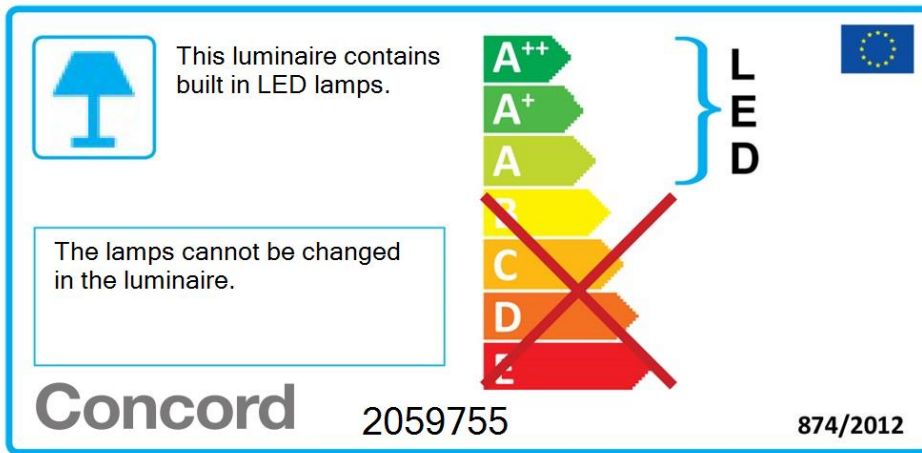 This luminaire contains
built in LED lamps.
The lamps cannot be changed
in the luminaire.
A++
A+
A
B
C
D
E
L
E
D
Concord
2059755
874/2012